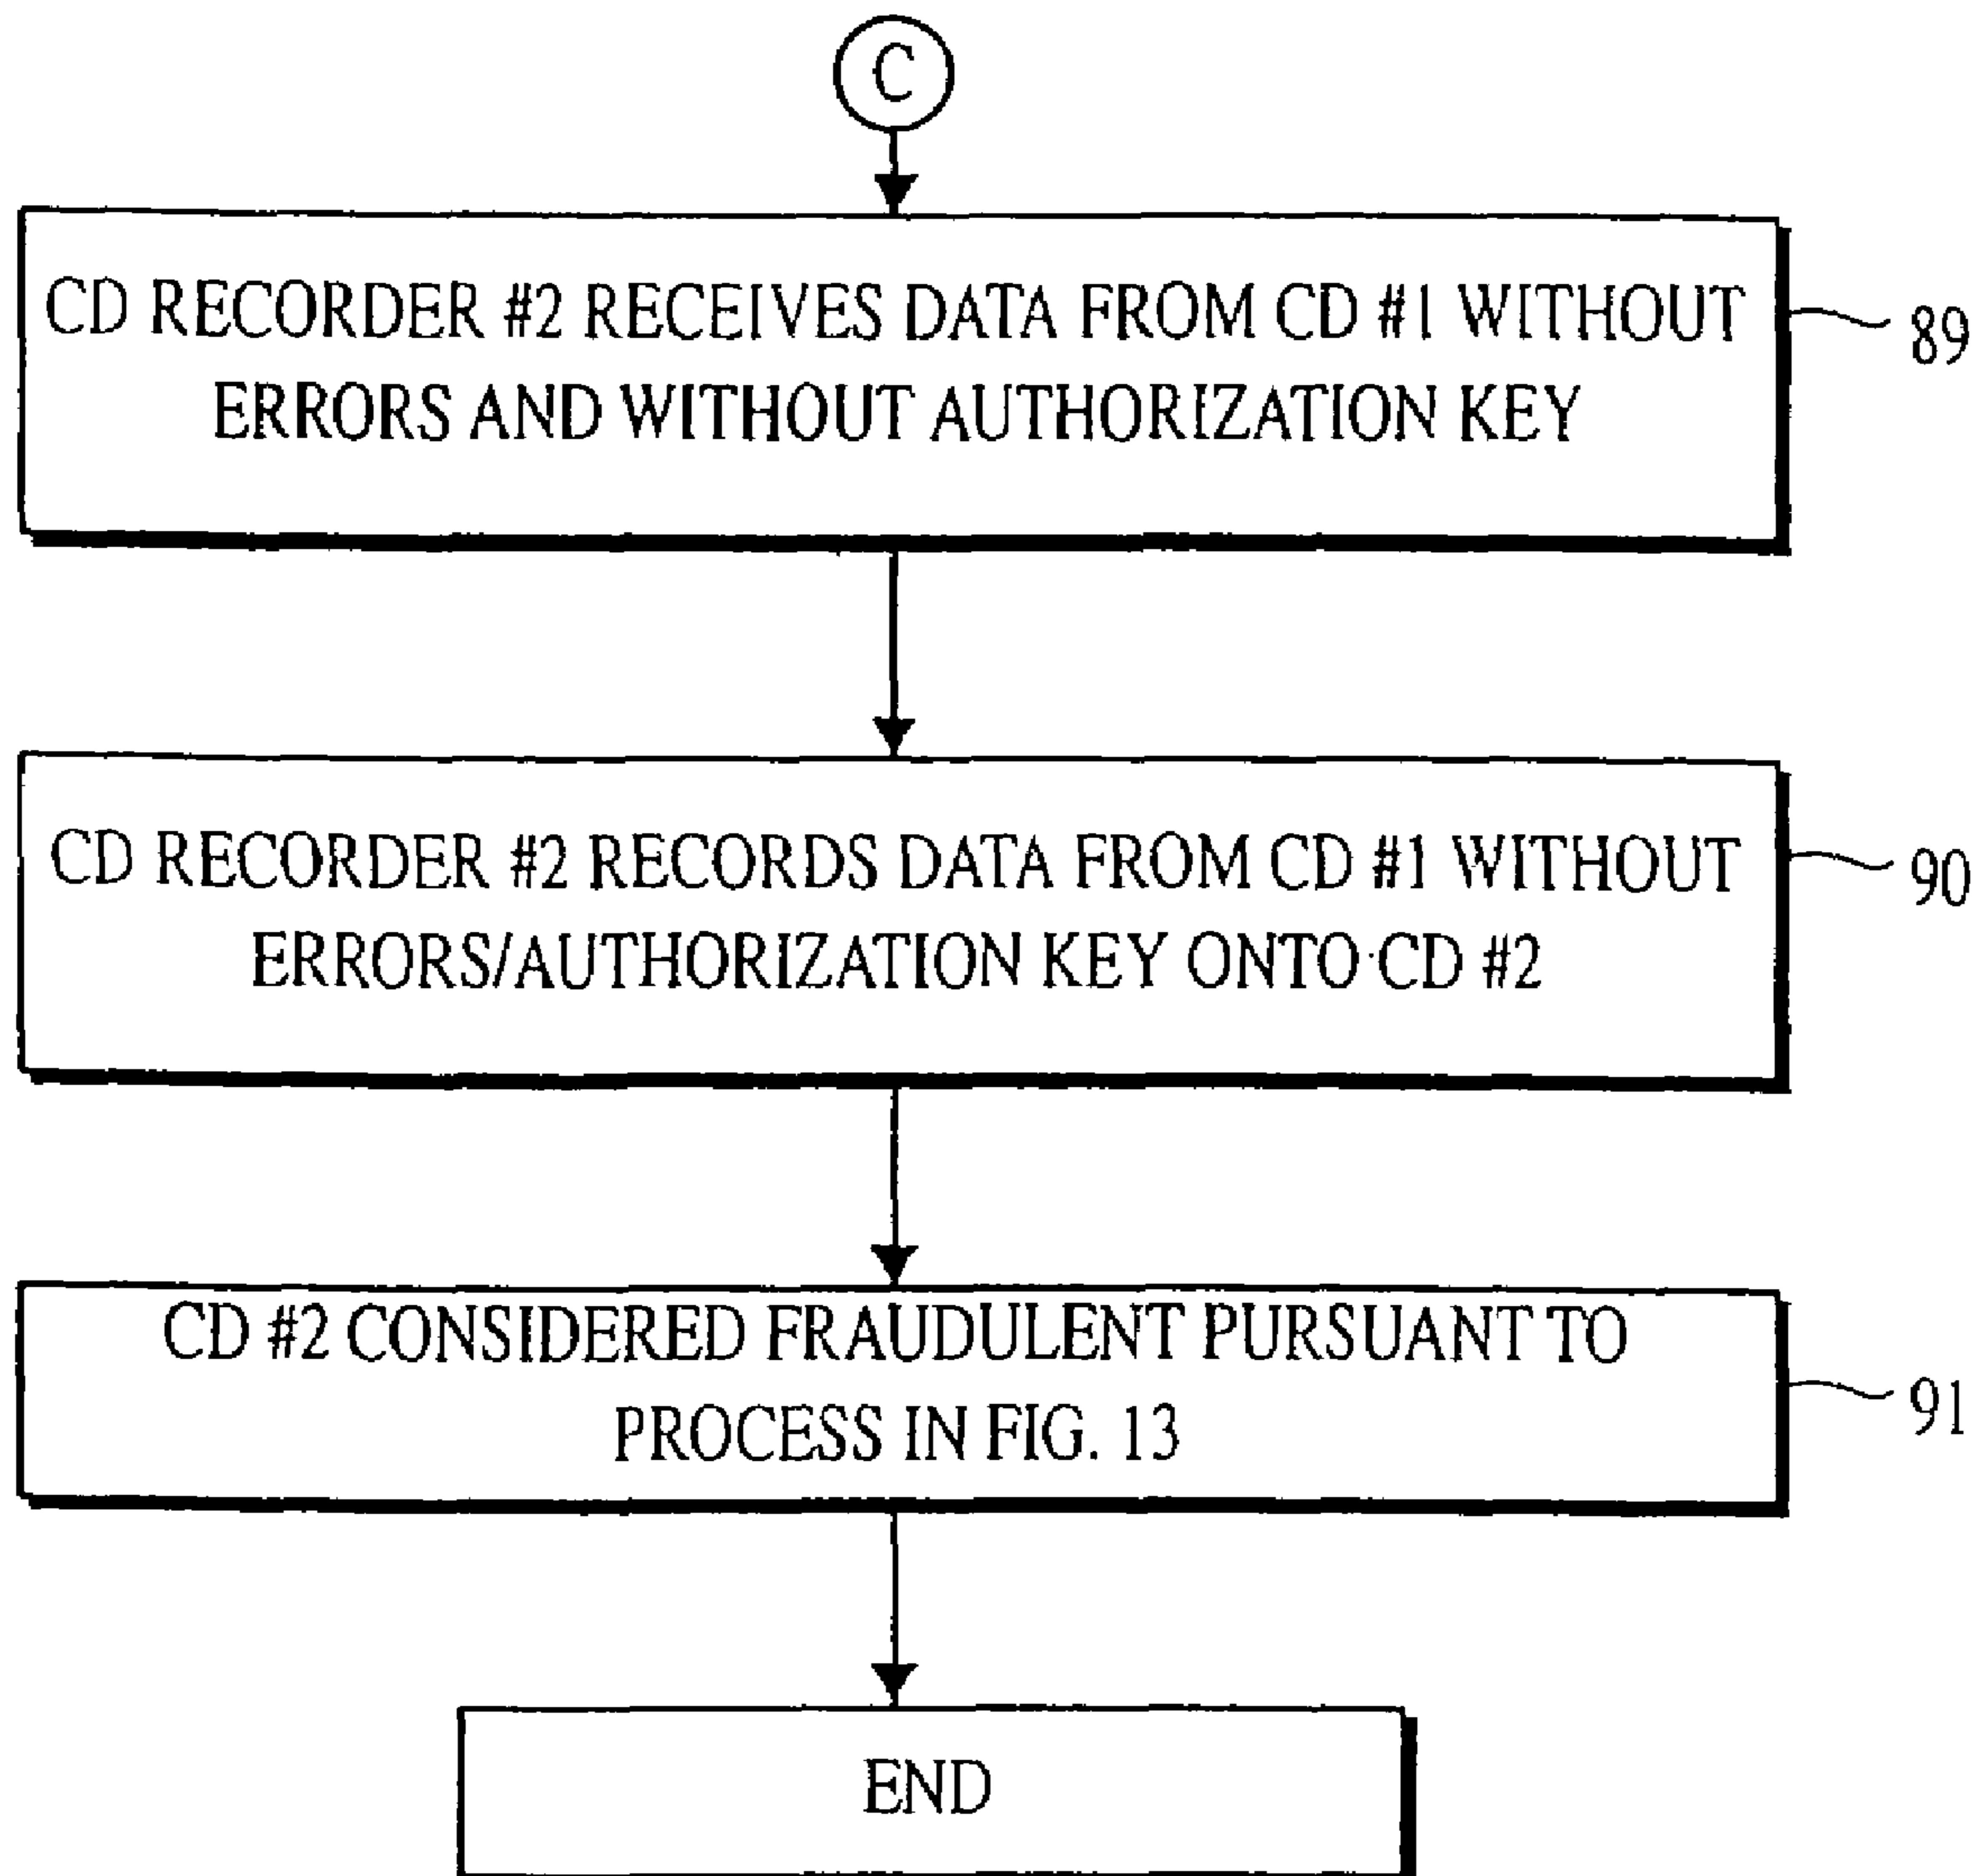 C
CD RECORDER #2 RECEIVES DATA FROM CD #1 WITHOUT
ERRORS AND WITHOUT AUTHORIZATION KEY
89
CD RECORDER #2 RECORDS DATA FROM CD #1 WITHOUT
ERRORS/AUTHORIZATION KEY ONTO CD #2
90
CD #2 CONSIDERED FRAUDULENT PURSUANT TO
PROCESS IN FIG. 13
91
END